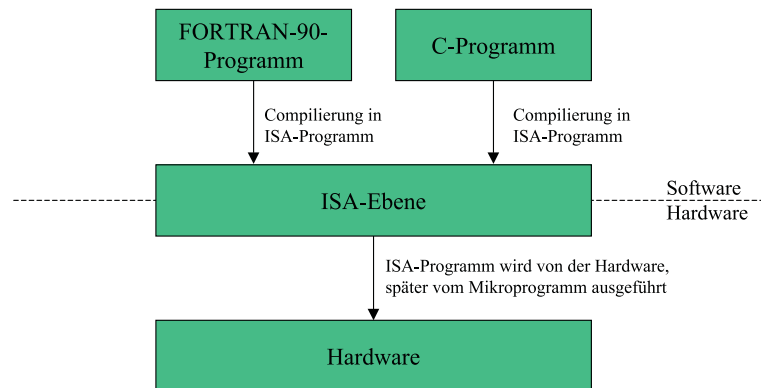 FORTRAN-90-
Programm
C-Programm
Compilierung in
ISA-Programm
Compilierung in
ISA-Programm
ISA-Ebene
Software
Hardware
ISA-Programm wird von der Hardware,
später vom Mikroprogramm ausgeführt
Hardware